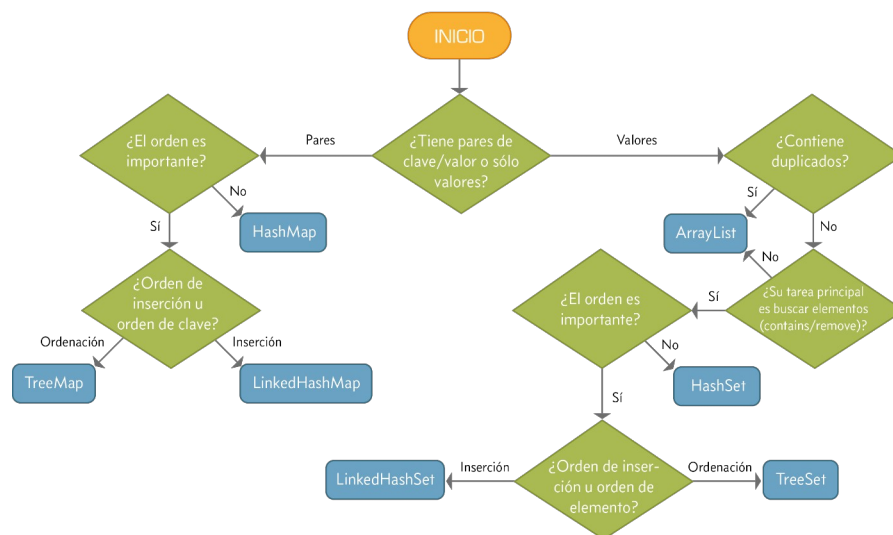 INICIO
¿El orden es
importante?
Pares
¿Tiene pares de
clave/valor o sólo
valores?
Valores
¿Contiene
duplicados?
No
Sí
HashMap
Sí
No
ArrayList
No
¿Orden de
inserción u
orden de clave?
¿El orden es
importante?
Sí
¿Su tarea principal
es buscar elementos
(contains/remove)?
Ordenación
Inserción
No
TreeMap
LinkedHashMap
HashSet
Sí
LinkedHashSet
Inserción
¿Orden de inser-
ción u orden de
elemento?
Ordenación
TreeSet